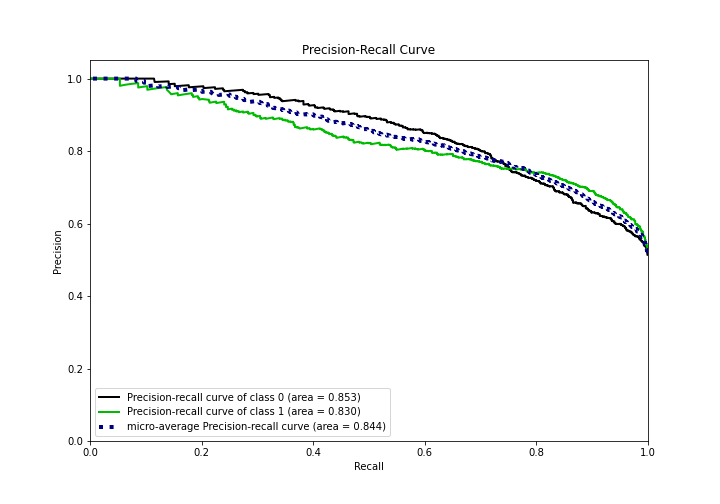 Precision-Recall Curve
1.0
0.8
0.6
0.4
0.2
0.0
Precision
Precision-recall curve of class 0 (area = 0.853)
Precision-recall curve of class 1 (area = 0.830)
micro-average Precision-recall curve (area = 0.844)
0.0 0.2 0.4 0.6 0.8 1.0
Recall